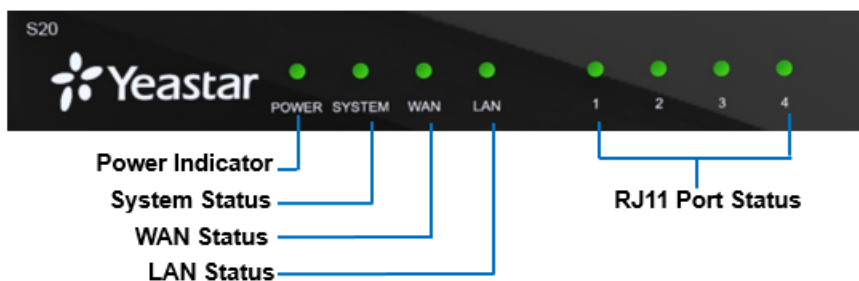 S20
Yeastar
POWER SYSTEM WAN LAN 1 2 3 4
Power Indicator
System Status
WAN Status
LAN Status
RJ11 Port Status